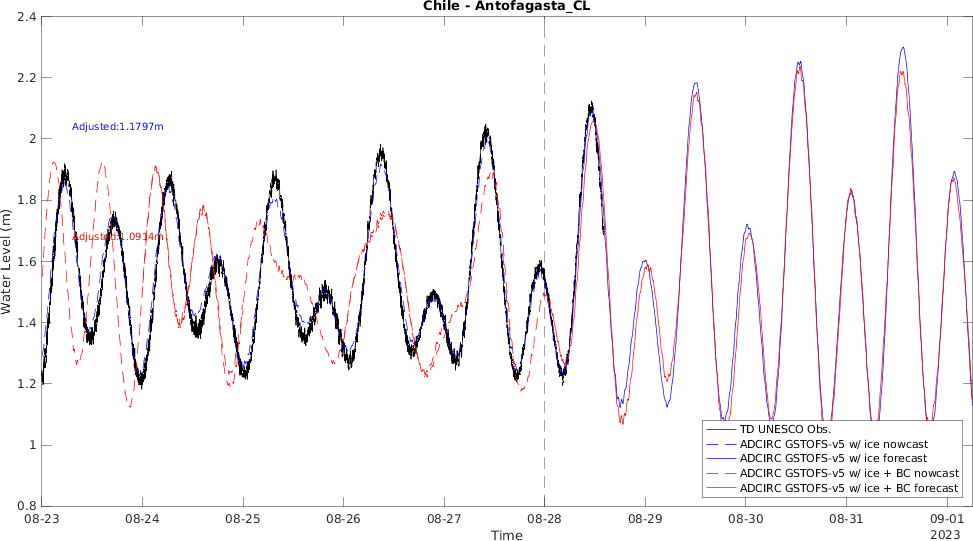 Chile - Antofagasta_CL
2.4
2.2
2
1.8
1.6
1.4
1.2
1
0.8
Water Level (m)
Adjusted:1.1797m
Adjusted:1.0914m
TD UNESCO Obs.
ADCIRC GSTOFS-v5 w/ ice nowcast
ADCIRC GSTOFS-v5 w/ ice forecast
ADCIRC GSTOFS-v5 w/ ice + BC nowcast
ADCIRC GSTOFS-v5 w/ ice + BC forecast
08-23 08-24 08-25 08-26 08-27 08-28 08-29 08-30 08-31 09-01
2023
Time